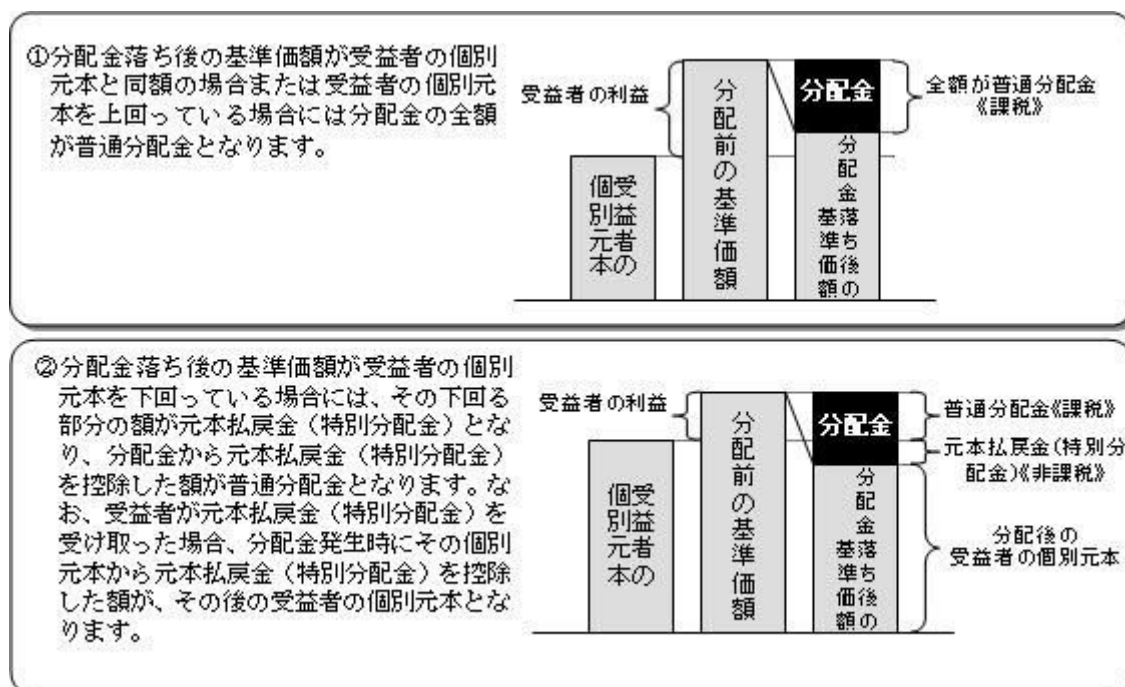 ①分配金落ち後の基準価額が受益者の個別
元本と同額の場合または受益者の個別元
本を上回っている場合には分配金の全額
が普通分配金となります。
受益者の利益
受益者の
個別元本
分配前の基準価額
分配金
分配金落ち後の
基準価額
全額が普通分配金
《課税》
②分配金落ち後の基準価額が受益者の個別
元本を下回っている場合には、その下回る
部分の額が元本払戻金（特別分配金）とな
り、分配金から元本払戻金（特別分配金）
を控除した額が普通分配金となります。な
お、受益者が元本払戻金（特別分配金）を
受け取った場合、分配金発生時にその個別
元本から元本払戻金（特別分配金）を控除
した額が、その後の受益者の個別元本とな
ります。
受益者の利益
受益者の
個別元本
分配前の基準価額
分配金
分配金落ち後の
基準価額
普通分配金《課税》
元本払戻金（特別分
配金）《非課税》
分配後の
受益者の個別元本